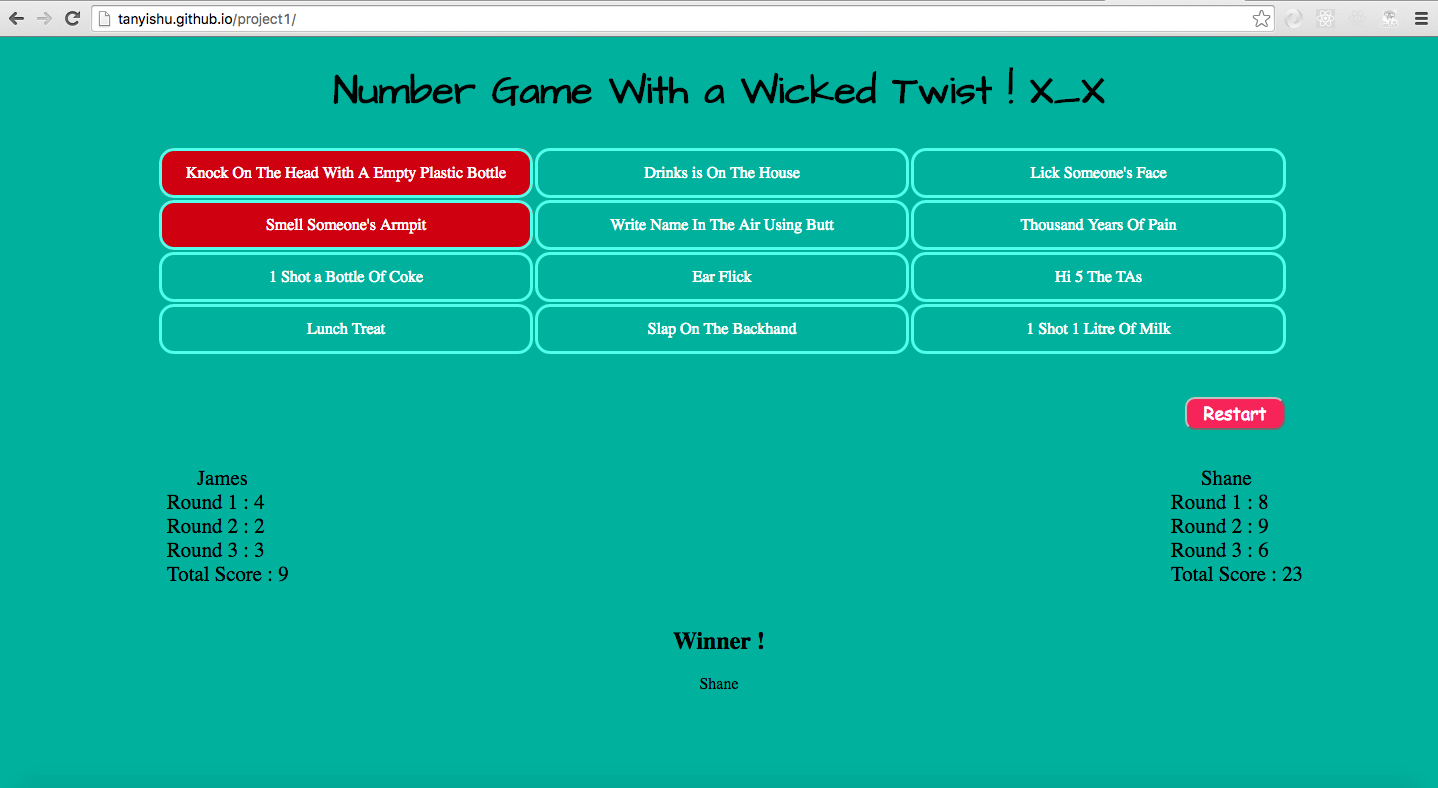 tanyishu.github.io/project1/
Number Game With a Wicked Twist ! X_X
Knock On The Head With A Empty Plastic Bottle
Drinks is On The House
Lick Someone's Face
Smell Someone's Armpit
Write Name In The Air Using Butt
Thousand Years Of Pain
1 Shot a Bottle Of Coke
Ear Flick
Hi 5 The TAs
Lunch Treat
Slap On The Backhand
1 Shot 1 Litre Of Milk
Restart
James
Round 1 : 4
Round 2 : 2
Round 3 : 3
Total Score : 9
Shane
Round 1 : 8
Round 2 : 9
Round 3 : 6
Total Score : 23
Winner !
Shane